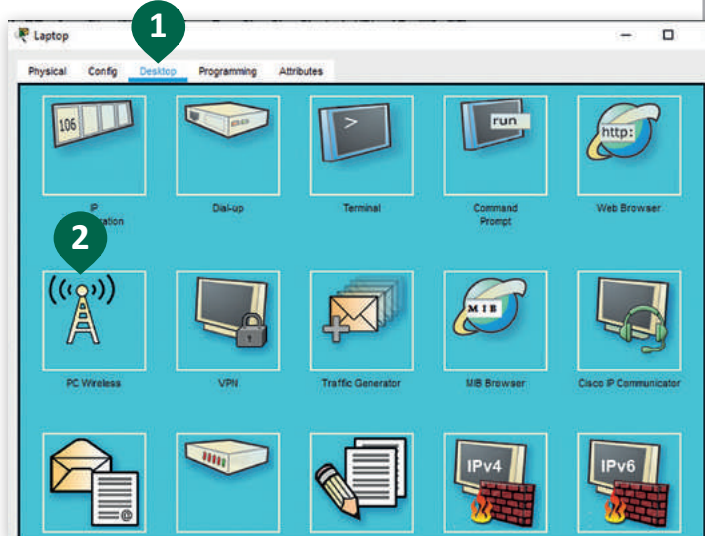 1
Laptop
Physical Config Desktop Programming Attributes
106
>
run
http:
IP
Dial-up
Terminal
Command
Prompt
Web Browser
2
MIB
PC Wireless
VPN
Traffic Generator
MIB Browser
Cisco IP Communicator
@
IPv4
IPv6